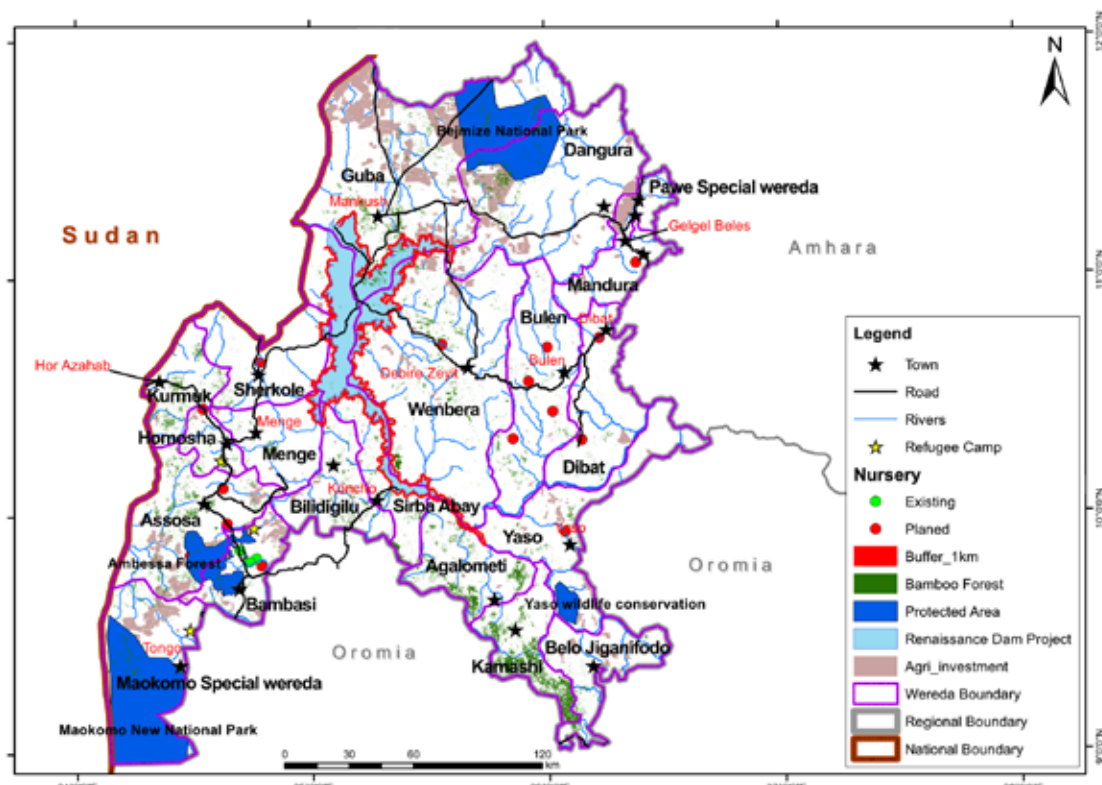 N
Bejmize National Park
Dangura
Guba
Pawe Special wereda
Mankush
Sudan
Gelgel Beles
Amhara
Mandura
Bulen
Dibat
Hor Azahab
Bulen
Debire Zeyit
Sherkole
Kurmuk
Wenbera
Menge
Homosha
Menge
Dibat
Bilidigilu
Sirba Abay
Assosa
Yaso
Ambessa Forest
Agalometi
Oromia
Bambasi
Yaso wildlife conservation
Tongo
Oromia
Belo Jiganifodo
Kamashi
Maokomo Special wereda
Maokomo New National Park
0 30 60 120
km
Legend
Town
Road
Rivers
Refugee Camp
Nursery
Existing
Planed
Buffer_1km
Bamboo Forest
Protected Area
Renaissance Dam Project
Agri_investment
Wereda Boundary
Regional Boundary
National Boundary